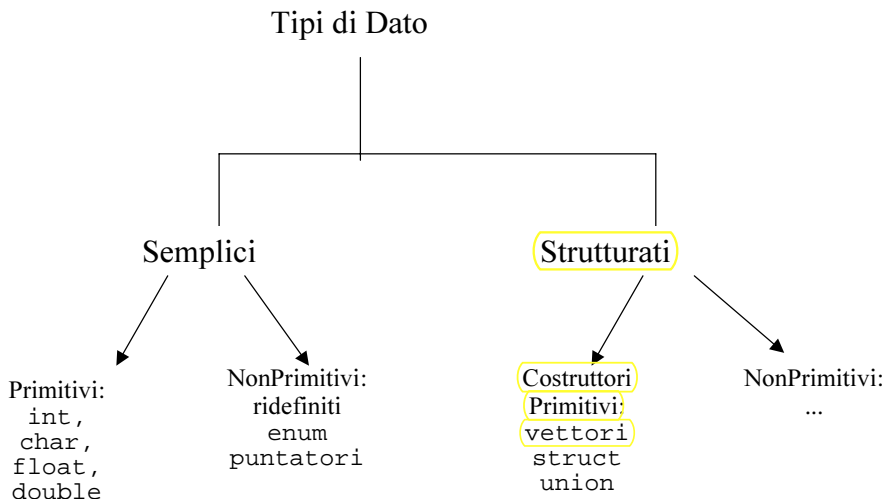 Tipi di Dato
Semplici
Strutturati
Primitivi:
int,
char,
float,
double
NonPrimitivi:
ridefiniti
enum
puntatori
Costruttori
Primitivi:
vettori
struct
union
NonPrimitivi:
...